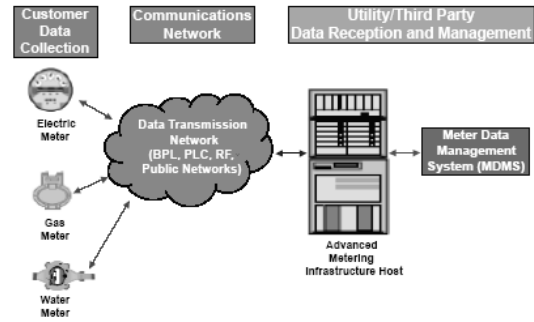 Customer
Data
Collection
Communications
Network
Utility/Third Party
Data Reception and Management
Electric
Meter
Gas
Meter
Water
Meter
Data Transmission
Network
(BPL, PLC, RF,
Public Networks)
Advanced
Metering
Infrastructure Host
Meter Data
Management
System (MDMS)